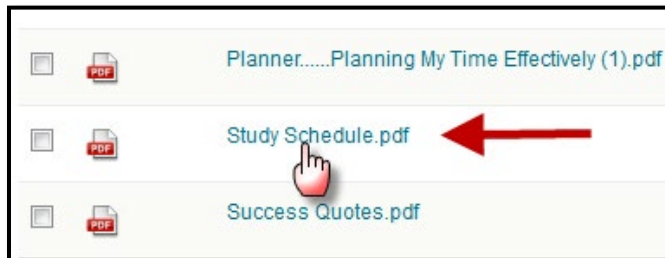 PDF
Planner......Planning My Time Effectively (1).pdf
PDF
Study Schedule.pdf
PDF
Success Quotes.pdf